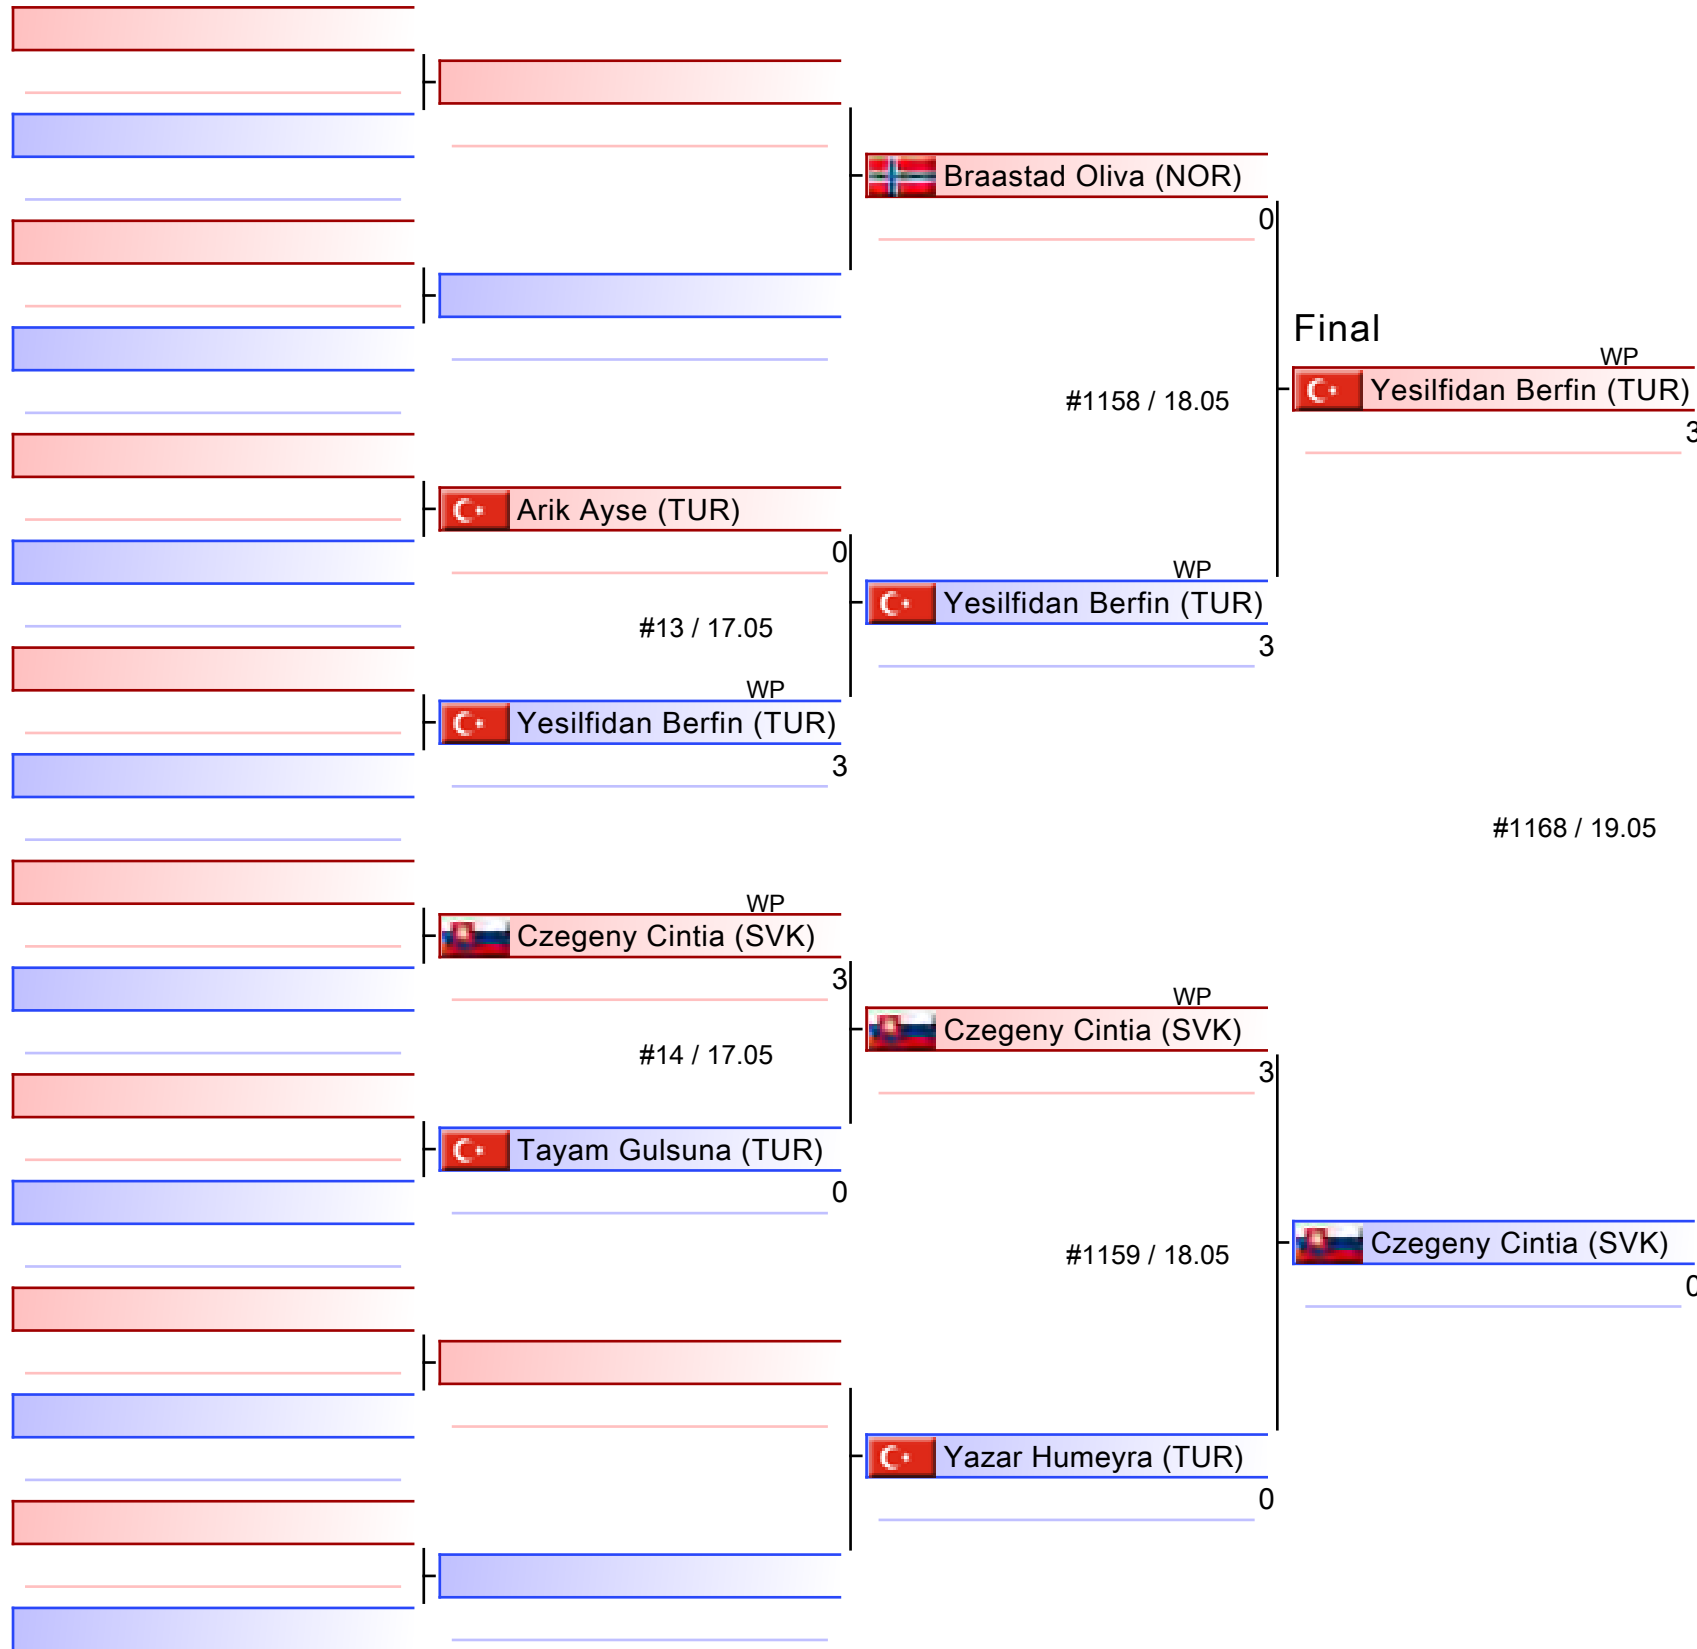 Braastad Oliva (NOR)
0
Final
WP
Yesilfidan Berfin (TUR)
3
#1158 / 18.05
Arik Ayse (TUR)
0
WP
Yesilfidan Berfin (TUR)
3
#13 / 17.05
WP
Yesilfidan Berfin (TUR)
3
#1168 / 19.05
WP
Czegeny Cintia (SVK)
3
WP
Czegeny Cintia (SVK)
3
#14 / 17.05
Tayam Gulsuna (TUR)
0
#1159 / 18.05
Czegeny Cintia (SVK)
0
Yazar Humeyra (TUR)
0